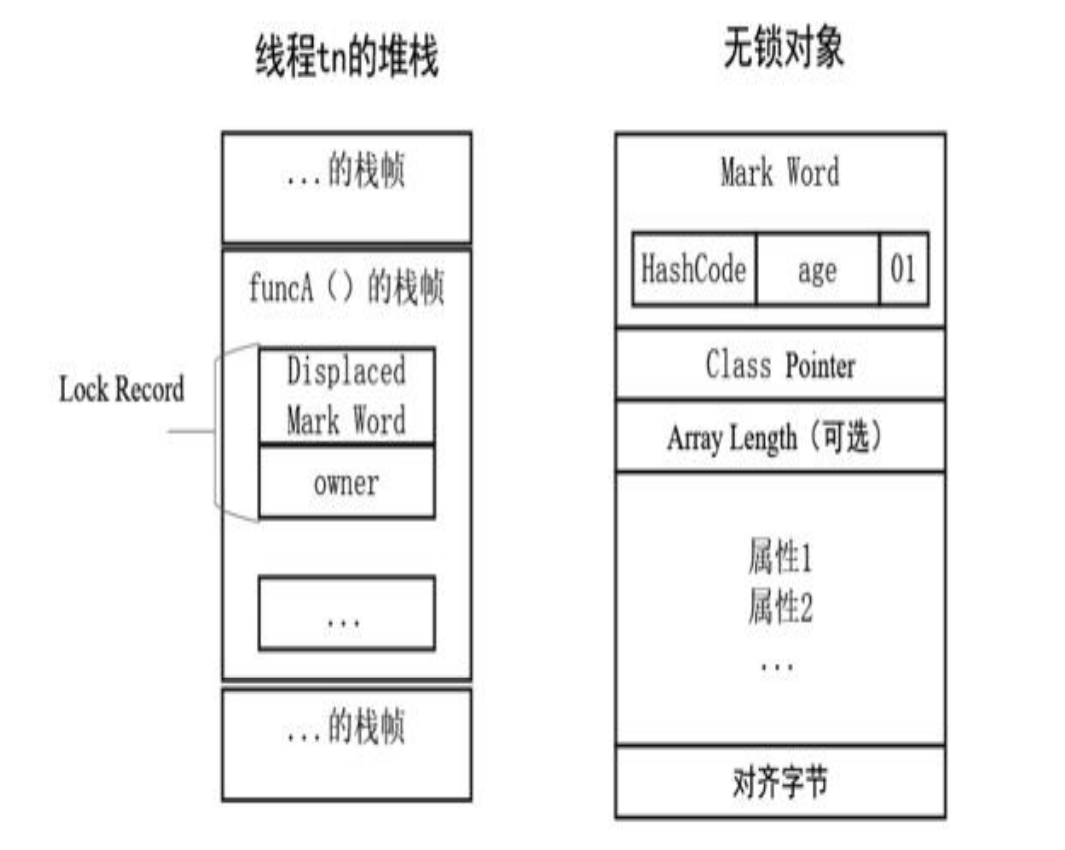 线程tn的堆栈
...的栈帧
funcA（）的栈帧
Lock Record
Displaced
Mark Word
owner
...
...的栈帧
无锁对象
Mark Word
HashCode age 01
Class Pointer
Array Length（可选）
属性1
属性2
...
对齐字节